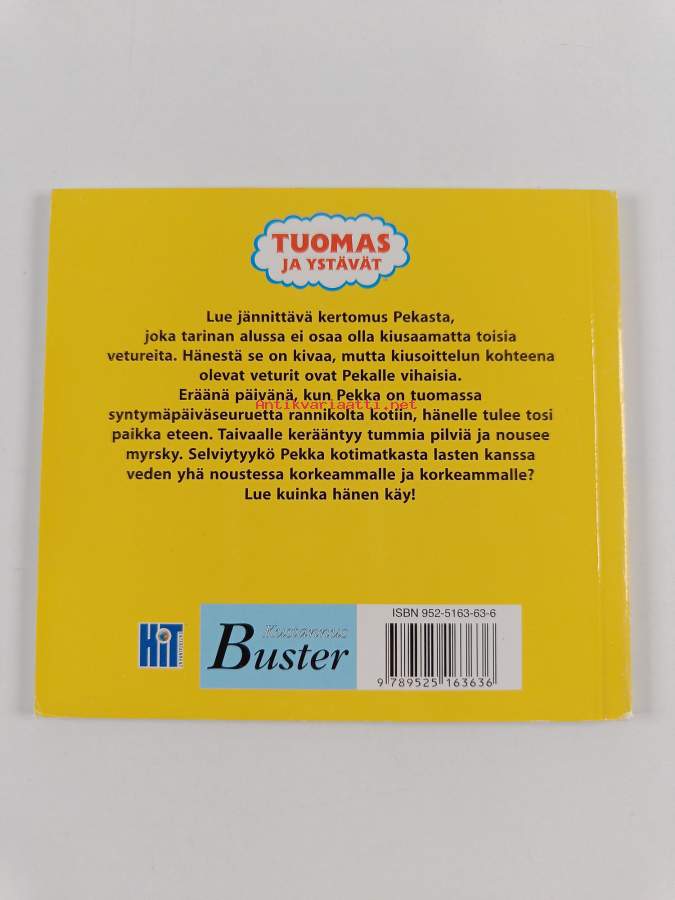 TUOMAS
JA YSTÄVÄT
Lue jännittävä kertomus Pekasta,
joka tarinan alussa ei osaa olla kiusaamatta toisia
vetureita. Hänestä se on kivaa, mutta kiusoittelun kohteena
olevat veturit ovat Pekalle vihaisia.
Eräänä päivänä, kun Pekka on tuomassa
Antikvariaatti.net
syntymäpäiväseuruetta rannikolta kotiin, hänelle tulee tosi
paikka eteen. Taivaalle kerääntyy tummia pilviä ja nousee
myrsky. Selviytyykö Pekka kotimatkasta lasten kanssa
veden yhä noustessa korkeammalle ja korkeammalle?
Lue kuinka hänen käy!
HiT
Kustannus
Buster
ISBN 952-5163-63-6
9 789525 163636